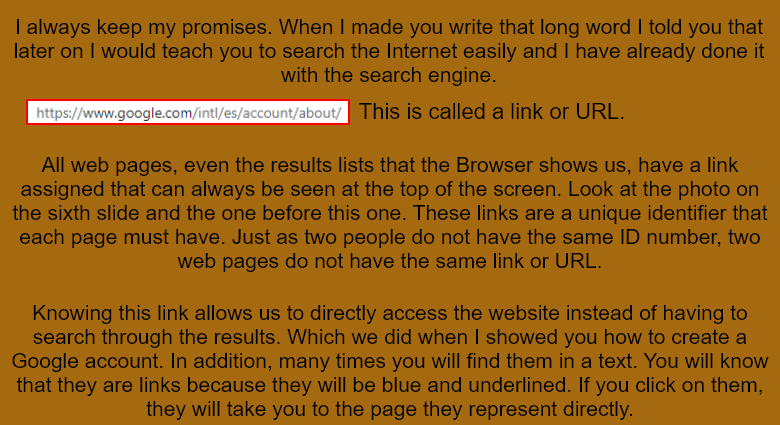 I always keep my promises. When I made you write that long word I told you that
later on I would teach you to search the Internet easily and I have already done it
with the search engine.
https://www.google.com/intl/es/account/about/ This is called a link or URL.
All web pages, even the results lists that the Browser shows us, have a link
assigned that can always be seen at the top of the screen. Look at the photo on
the sixth slide and the one before this one. These links are a unique identifier that
each page must have. Just as two people do not have the same ID number, two
web pages do not have the same link or URL.
Knowing this link allows us to directly access the website instead of having to
search through the results. Which we did when I showed you how to create a
Google account. In addition, many times you will find them in a text. You will know
that they are links because they will be blue and underlined. If you click on them,
they will take you to the page they represent directly.